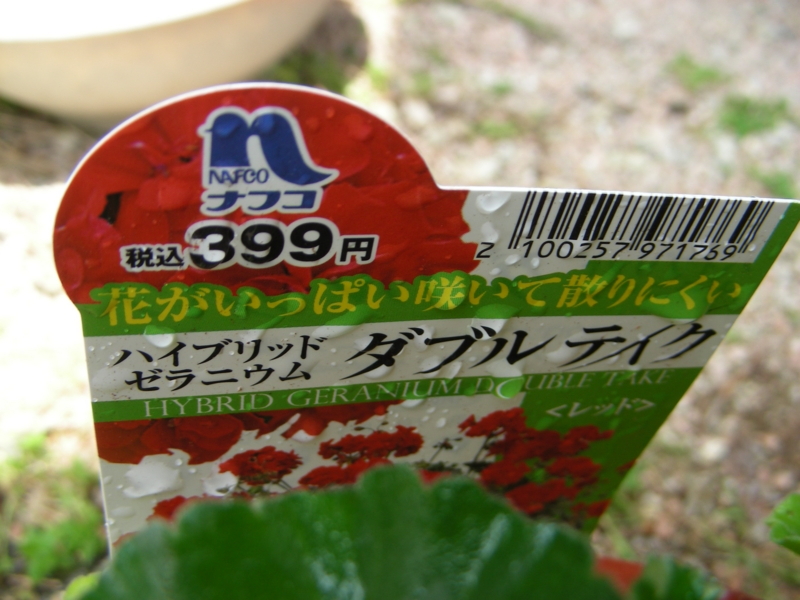 NAFCO
ナフコ
税込399円
2 100257 971769
花がいっぱい咲いて散りにくい
ハイブリッド
ゼラニウム
ダブルテイク
HYBRID GERANIUM DOUBLE TAKE
<レッド>